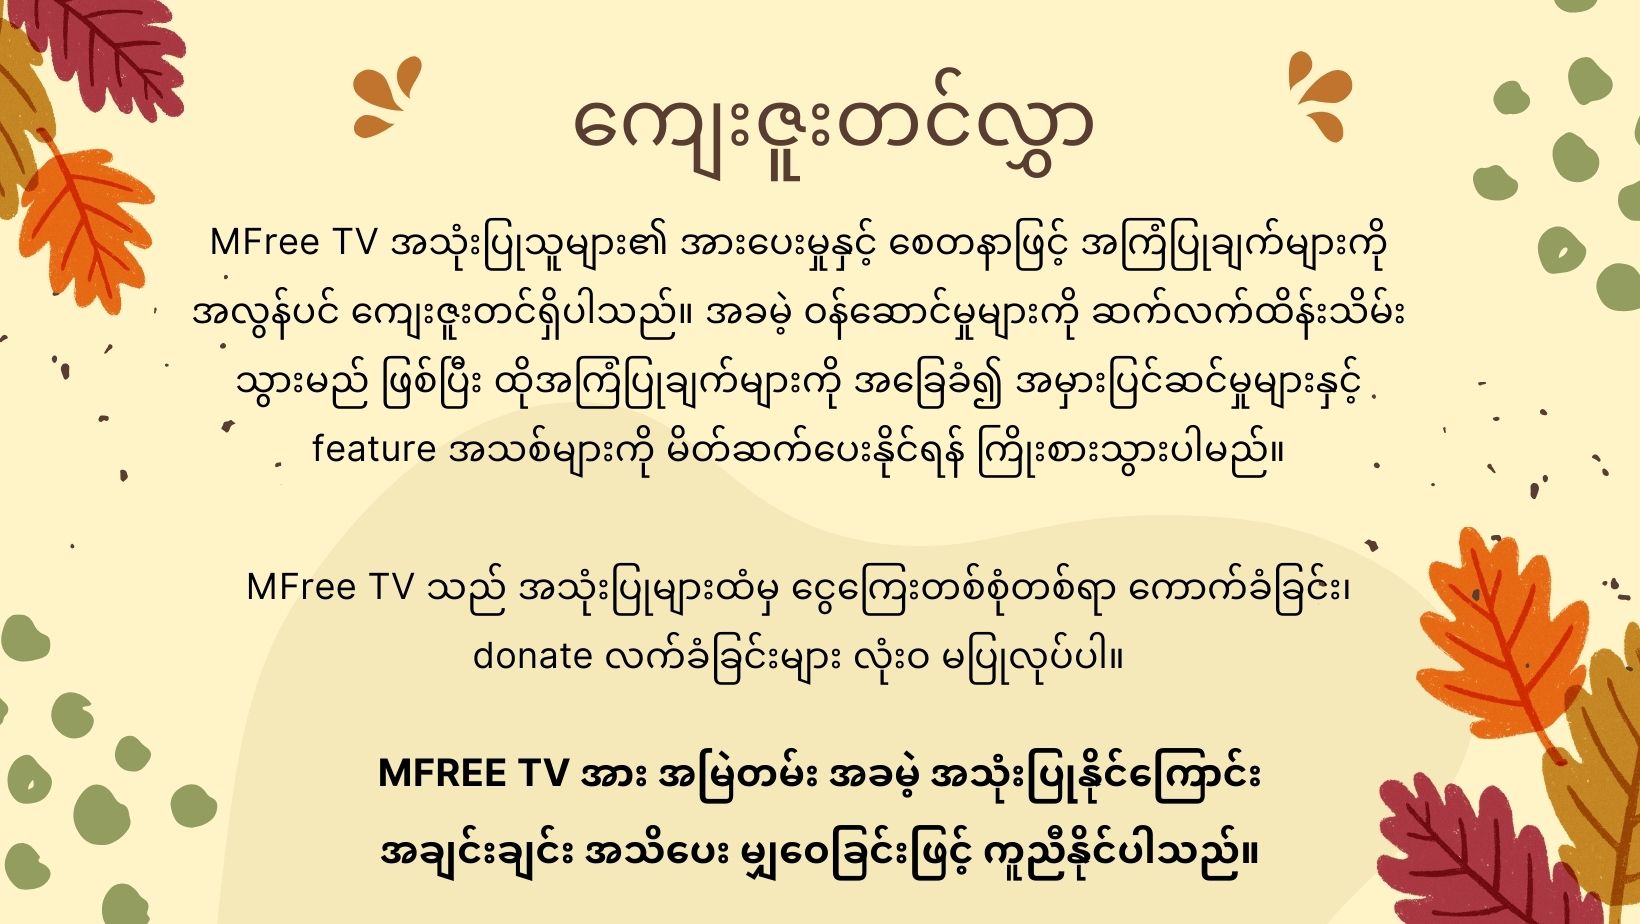 ကျေးဇူးတင်လွှာ
MFree TV အသုံးပြုသူများ၏ အားပေးမှုနှင့် စေတနာဖြင့် အကြံပြုချက်များကို
အလွန်ပင် ကျေးဇူးတင်ရှိပါသည်။ အခမဲ့ ဝန်ဆောင်မှုများကို ဆက်လက်ထိန်းသိမ်း
သွားမည် ဖြစ်ပြီး ထိုအကြံပြုချက်များကို အခြေခံ၍ အမှားပြင်ဆင်မှုများနှင့်
feature အသစ်များကို မိတ်ဆက်ပေးနိုင်ရန် ကြိုးစားသွားပါမည်။
MFree TV သည် အသုံးပြုများထံမှ ငွေကြေးတစ်စုံတစ်ရာ ကောက်ခံခြင်း၊
donate လက်ခံခြင်းများ လုံးဝ မပြုလုပ်ပါ။
MFREE TV အား အမြဲတမ်း အခမဲ့ အသုံးပြုနိုင်ကြောင်း
အချင်းချင်း အသိပေး မျှဝေခြင်းဖြင့် ကူညီနိုင်ပါသည်။